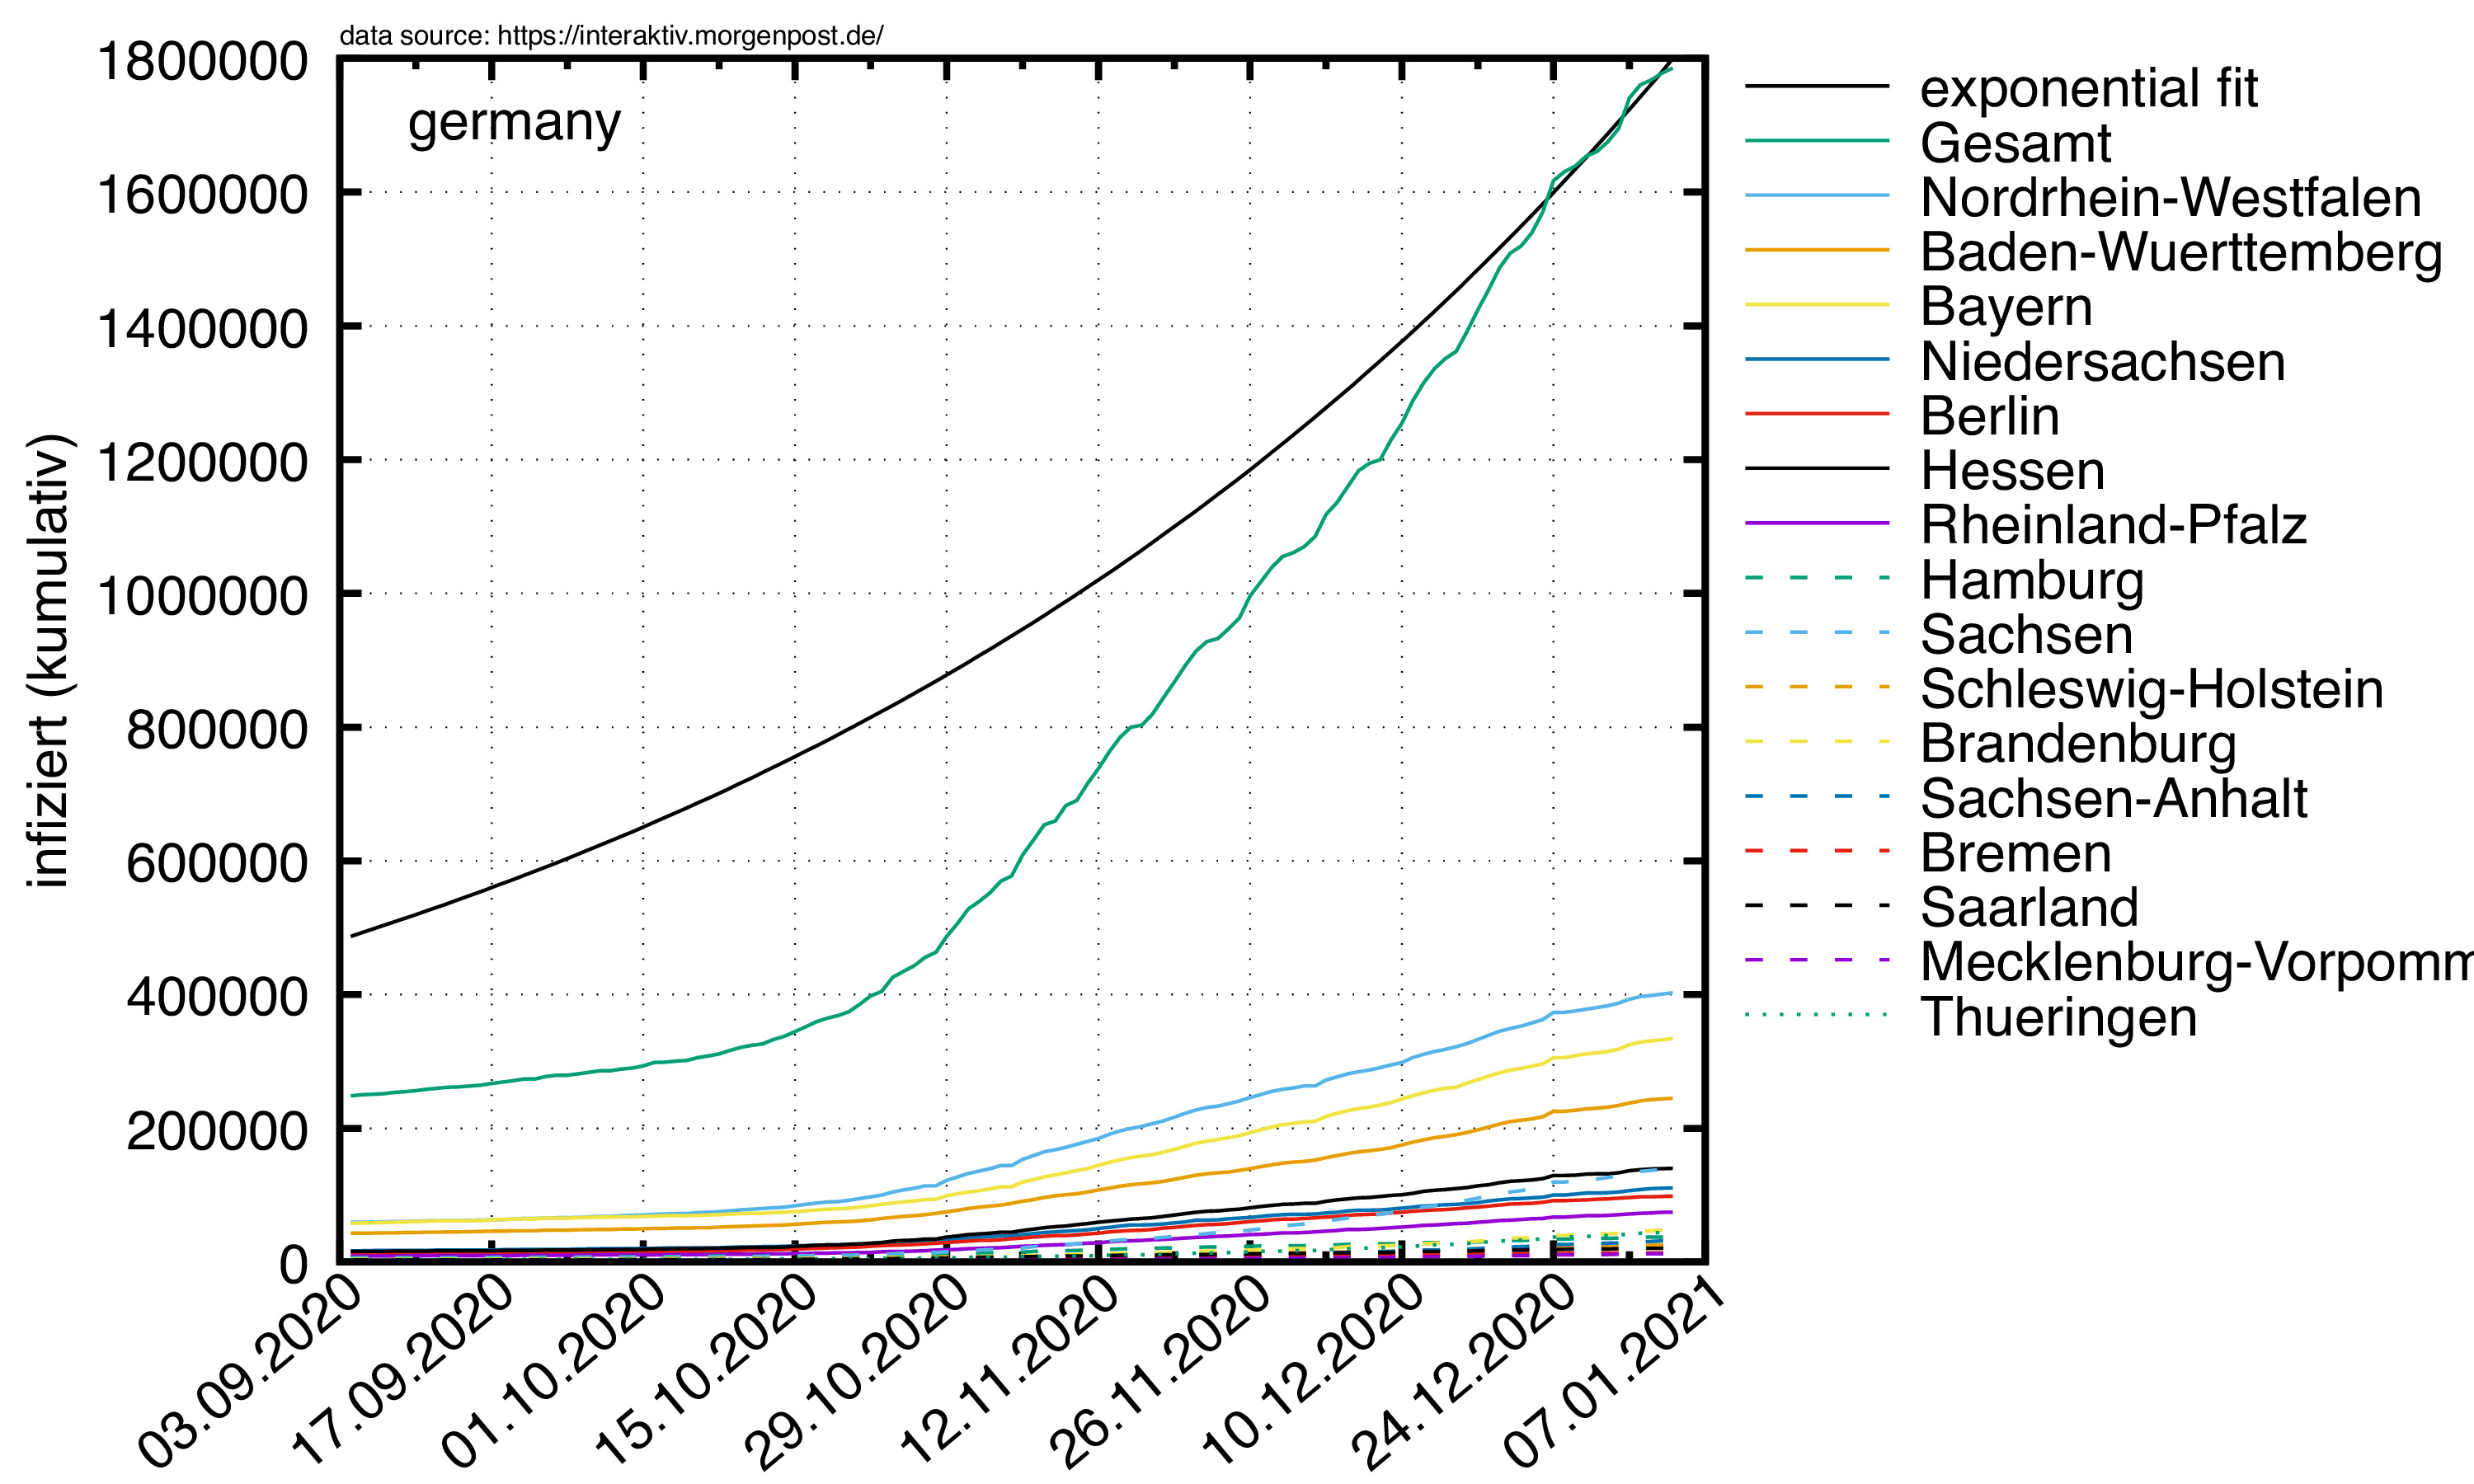 data source: https://interaktiv.morgenpost.de/
germany
infiziert (kumulativ)
1800000
1600000
1400000
1200000
1000000
800000
600000
400000
200000
0
03.09.2020
17.09.2020
01.10.2020
15.10.2020
29.10.2020
12.11.2020
26.11.2020
10.12.2020
24.12.2020
07.01.2021
exponential fit
Gesamt
Nordrhein-Westfalen
Baden-Wuerttemberg
Bayern
Niedersachsen
Berlin
Hessen
Rheinland-Pfalz
Hamburg
Sachsen
Schleswig-Holstein
Brandenburg
Sachsen-Anhalt
Bremen
Saarland
Mecklenburg-Vorpomm
Thueringen